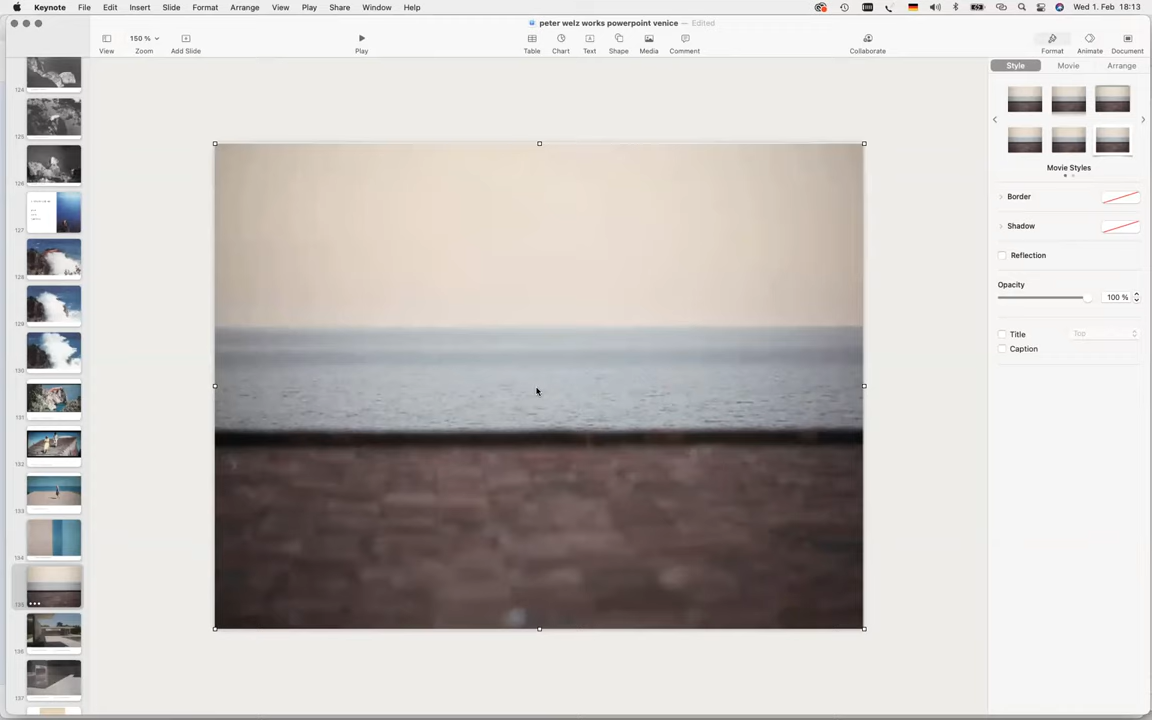 Keynote File Edit Insert Slide Format Arrange View Play Share Window Help Wed 1. Feb 18:13
peter welz works powerpoint venice — Edited
150 %
View Zoom Add Slide Play Table Chart Text Shape Media Comment Collaborate Format Animate Document
Style Movie Arrange
Movie Styles
Border
Shadow
Reflection
Opacity
100 %
Title Top
Caption
124
125
126
127
128
129
130
131
132
133
134
135
136
137